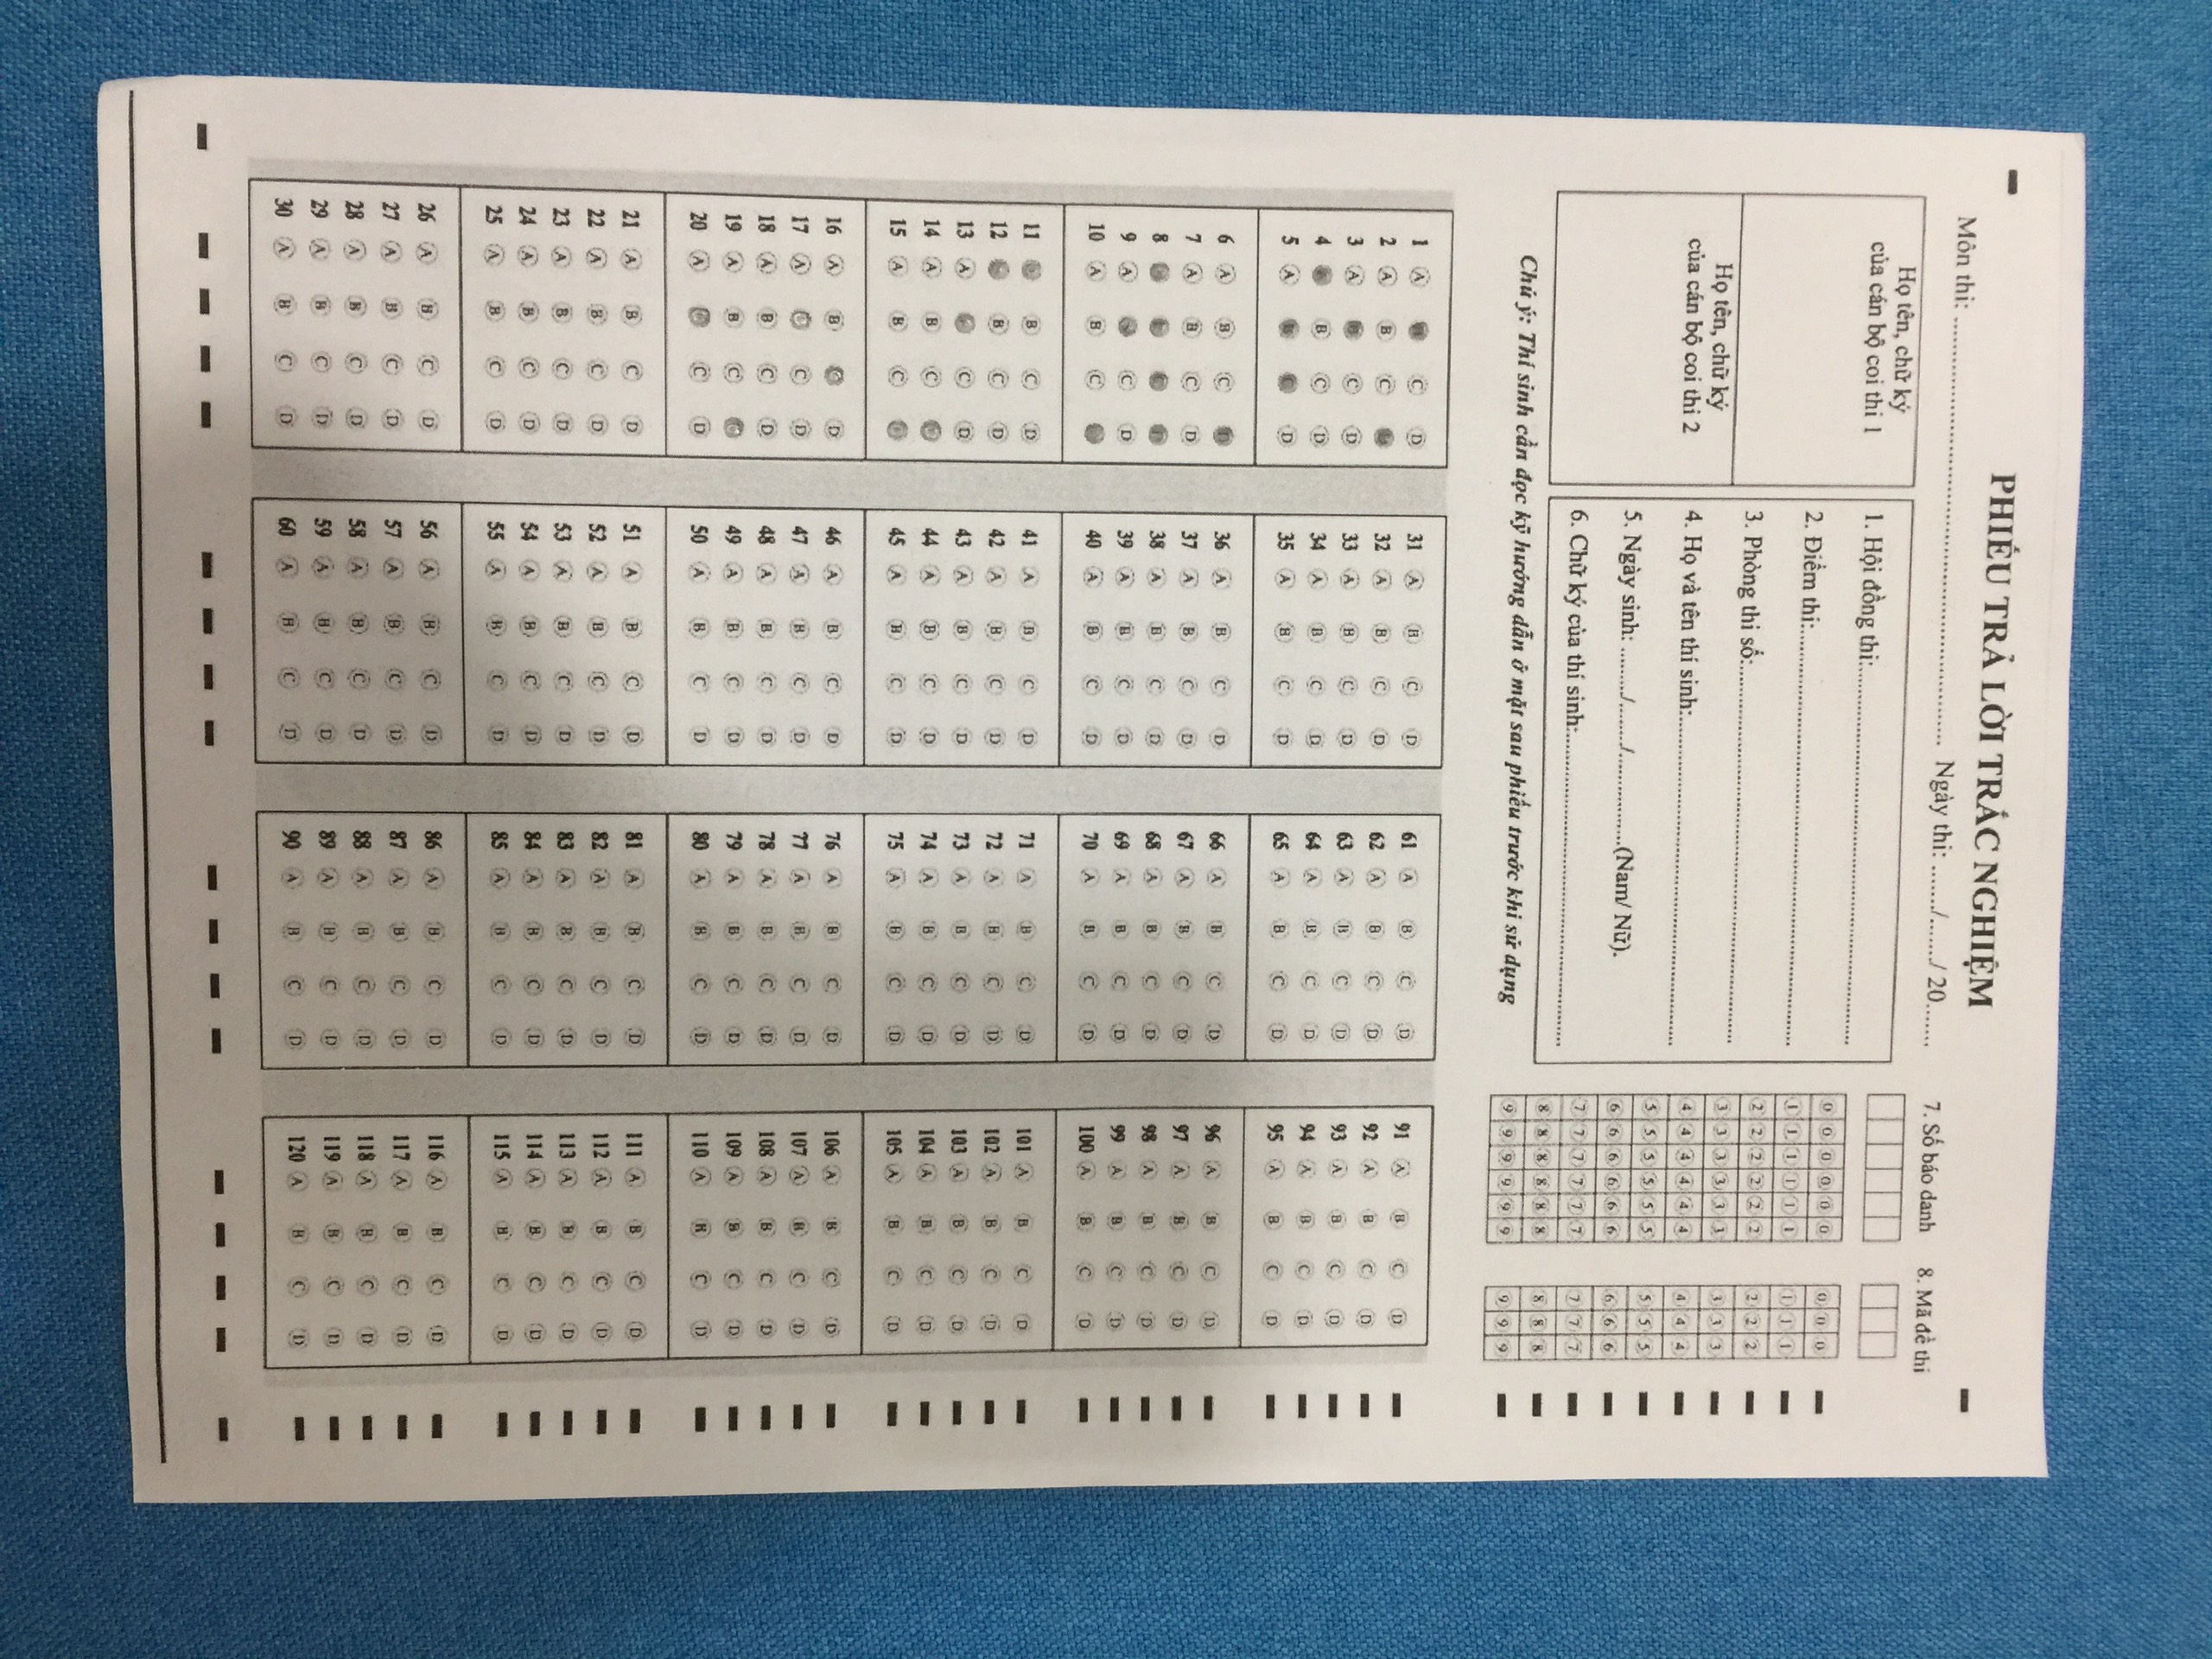 PHIẾU TRẢ LỜI TRẮC NGHIỆM
Môn thi: ........................................ Ngày thi: ......./......./ 20.......
Họ tên, chữ ký
của cán bộ coi thi 1
Họ tên, chữ ký
của cán bộ coi thi 2
1. Hội đồng thi:........................................
2. Điểm thi:........................................
3. Phòng thi số:........................................
4. Họ và tên thí sinh:........................................
5. Ngày sinh: ......../......./................(Nam/ Nữ).
6. Chữ ký của thí sinh:........................................
7. Số báo danh
0 0 0 0 0 0
1 1 1 1 1 1
2 2 2 2 2 2
3 3 3 3 3 3
4 4 4 4 4 4
5 5 5 5 5 5
6 6 6 6 6 6
7 7 7 7 7 7
8 8 8 8 8 8
9 9 9 9 9 9
8. Mã đề thi
0 0 0
1 1 1
2 2 2
3 3 3
4 4 4
5 5 5
6 6 6
7 7 7
8 8 8
9 9 9
Chú ý: Thí sinh cần đọc kỹ hướng dẫn ở mặt sau phiếu trước khi sử dụng
1 A C D
2 A B C
3 A C D
4 B C D
5 A D
6 A B C
7 A B C D
8
9 A C D
10 A B C
11 B C D
12 B C D
13 A C D
14 A B C
15 A B C
16 A B D
17 A C D
18 A B C D
19 A B C
20 A C D
21 A B C D
22 A B C D
23 A B C D
24 A B C D
25 A B C D
26 A B C D
27 A B C D
28 A B C D
29 A B C D
30 A B C D
31 A B C D
32 A B C D
33 A B C D
34 A B C D
35 A B C D
36 A B C D
37 A B C D
38 A B C D
39 A B C D
40 A B C D
41 A B C D
42 A B C D
43 A B C D
44 A B C D
45 A B C D
46 A B C D
47 A B C D
48 A B C D
49 A B C D
50 A B C D
51 A B C D
52 A B C D
53 A B C D
54 A B C D
55 A B C D
56 A B C D
57 A B C D
58 A B C D
59 A B C D
60 A B C D
61 A B C D
62 A B C D
63 A B C D
64 A B C D
65 A B C D
66 A B C D
67 A B C D
68 A B C D
69 A B C D
70 A B C D
71 A B C D
72 A B C D
73 A B C D
74 A B C D
75 A B C D
76 A B C D
77 A B C D
78 A B C D
79 A B C D
80 A B C D
81 A B C D
82 A B C D
83 A B C D
84 A B C D
85 A B C D
86 A B C D
87 A B C D
88 A B C D
89 A B C D
90 A B C D
91 A B C D
92 A B C D
93 A B C D
94 A B C D
95 A B C D
96 A B C D
97 A B C D
98 A B C D
99 A B C D
100 A B C D
101 A B C D
102 A B C D
103 A B C D
104 A B C D
105 A B C D
106 A B C D
107 A B C D
108 A B C D
109 A B C D
110 A B C D
111 A B C D
112 A B C D
113 A B C D
114 A B C D
115 A B C D
116 A B C D
117 A B C D
118 A B C D
119 A B C D
120 A B C D